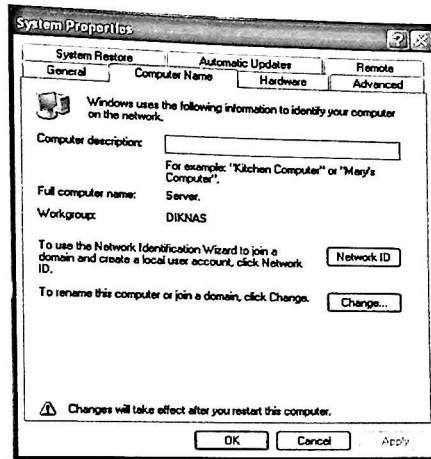 System Properties
System Restore Automatic Updates Remote
General Computer Name Hardware Advanced
Windows uses the following information to identify your computer
on the network.
Computer description:
For example: "Kitchen Computer" or "Mary's
Computer".
Full computer name: Server.
Workgroup: DIKNAS
To use the Network Identification Wizard to join a
domain and create a local user account, click Network
ID.
Network ID
To rename this computer or join a domain, click Change.
Change...
Changes will take effect after you restart this computer.
OK Cancel Apply